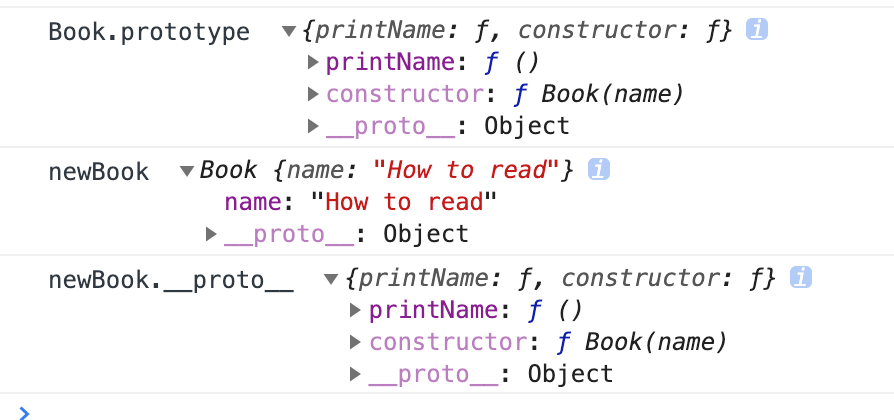 Book.prototype ▼{printName: ƒ, constructor: ƒ} i
▶printName: ƒ ()
▶constructor: ƒ Book(name)
▶__proto__: Object
newBook ▼Book {name: "How to read"} i
name: "How to read"
▶__proto__: Object
newBook.__proto__ ▼{printName: ƒ, constructor: ƒ} i
▶printName: ƒ ()
▶constructor: ƒ Book(name)
▶__proto__: Object
>